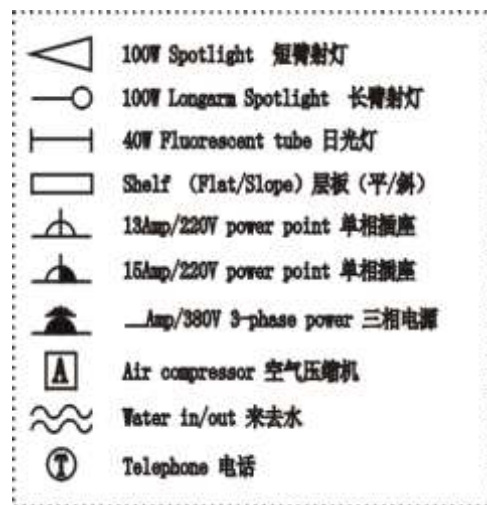 100W Spotlight 短臂射灯
100W Longarm Spotlight 长臂射灯
40W Fluorescent tube 日光灯
Shelf (Flat/Slope) 层板 (平/斜)
13Amp/220V power point 单相插座
15Amp/220V power point 单相插座
__Amp/380V 3-phase power 三相电源
A Air compressor 空气压缩机
Water in/out 来去水
T Telephone 电话